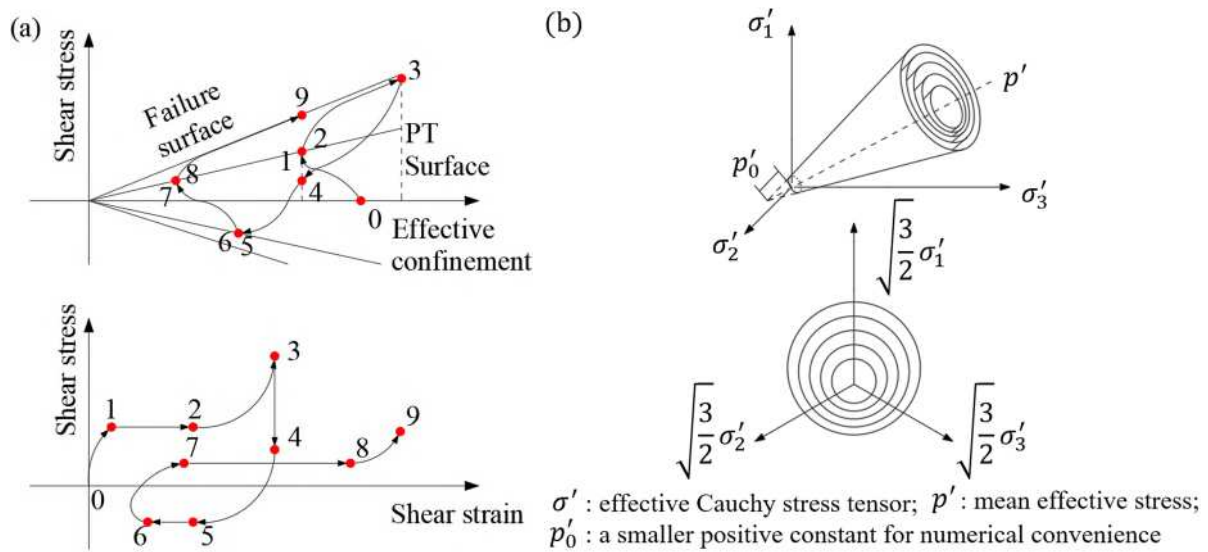 (a)
Shear stress
Failure
surface
9
3
PT
Surface
2
1
8
7
4
0
6
5
Effective
confinement
Shear stress
3
1
2
9
7
4
8
0
6
5
Shear strain
(b)
σ′₁
p′
p′₀
σ′₃
σ′₂
√(3/2) σ′₁
√(3/2) σ′₂
√(3/2) σ′₃
σ′ : effective Cauchy stress tensor; p′ : mean effective stress;
p′₀ : a smaller positive constant for numerical convenience